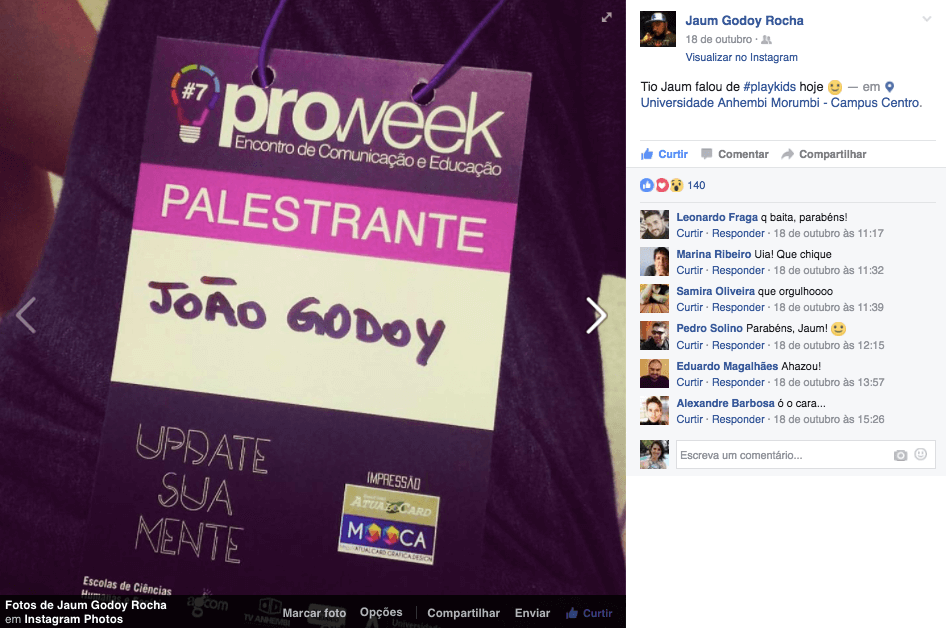 #7
proweek
Encontro de Comunicação e Educação
PALESTRANTE
JOÃO GODOY
UPDATE
SUA
MENTE
IMPRESSÃO
ATUAL CARD
MOOCA
Escolas de Ciências
Fotos de Jaum Godoy Rocha
em Instagram Photos
Marcar foto
Opções
Compartilhar
Enviar
Curtir
Jaum Godoy Rocha
18 de outubro ·
Visualizar no Instagram
Tio Jaum falou de #playkids hoje 😉 — em
Universidade Anhembi Morumbi - Campus Centro.
Curtir Comentar Compartilhar
140
Leonardo Fraga q baita, parabéns!
Curtir · Responder · 18 de outubro às 11:17
Marina Ribeiro Uia! Que chique
Curtir · Responder · 18 de outubro às 11:32
Samira Oliveira que orgulhoooo
Curtir · Responder · 18 de outubro às 11:39
Pedro Solino Parabéns, Jaum! 😉
Curtir · Responder · 18 de outubro às 12:15
Eduardo Magalhães Ahazou!
Curtir · Responder · 18 de outubro às 13:57
Alexandre Barbosa ó o cara...
Curtir · Responder · 18 de outubro às 15:26
Escreva um comentário...